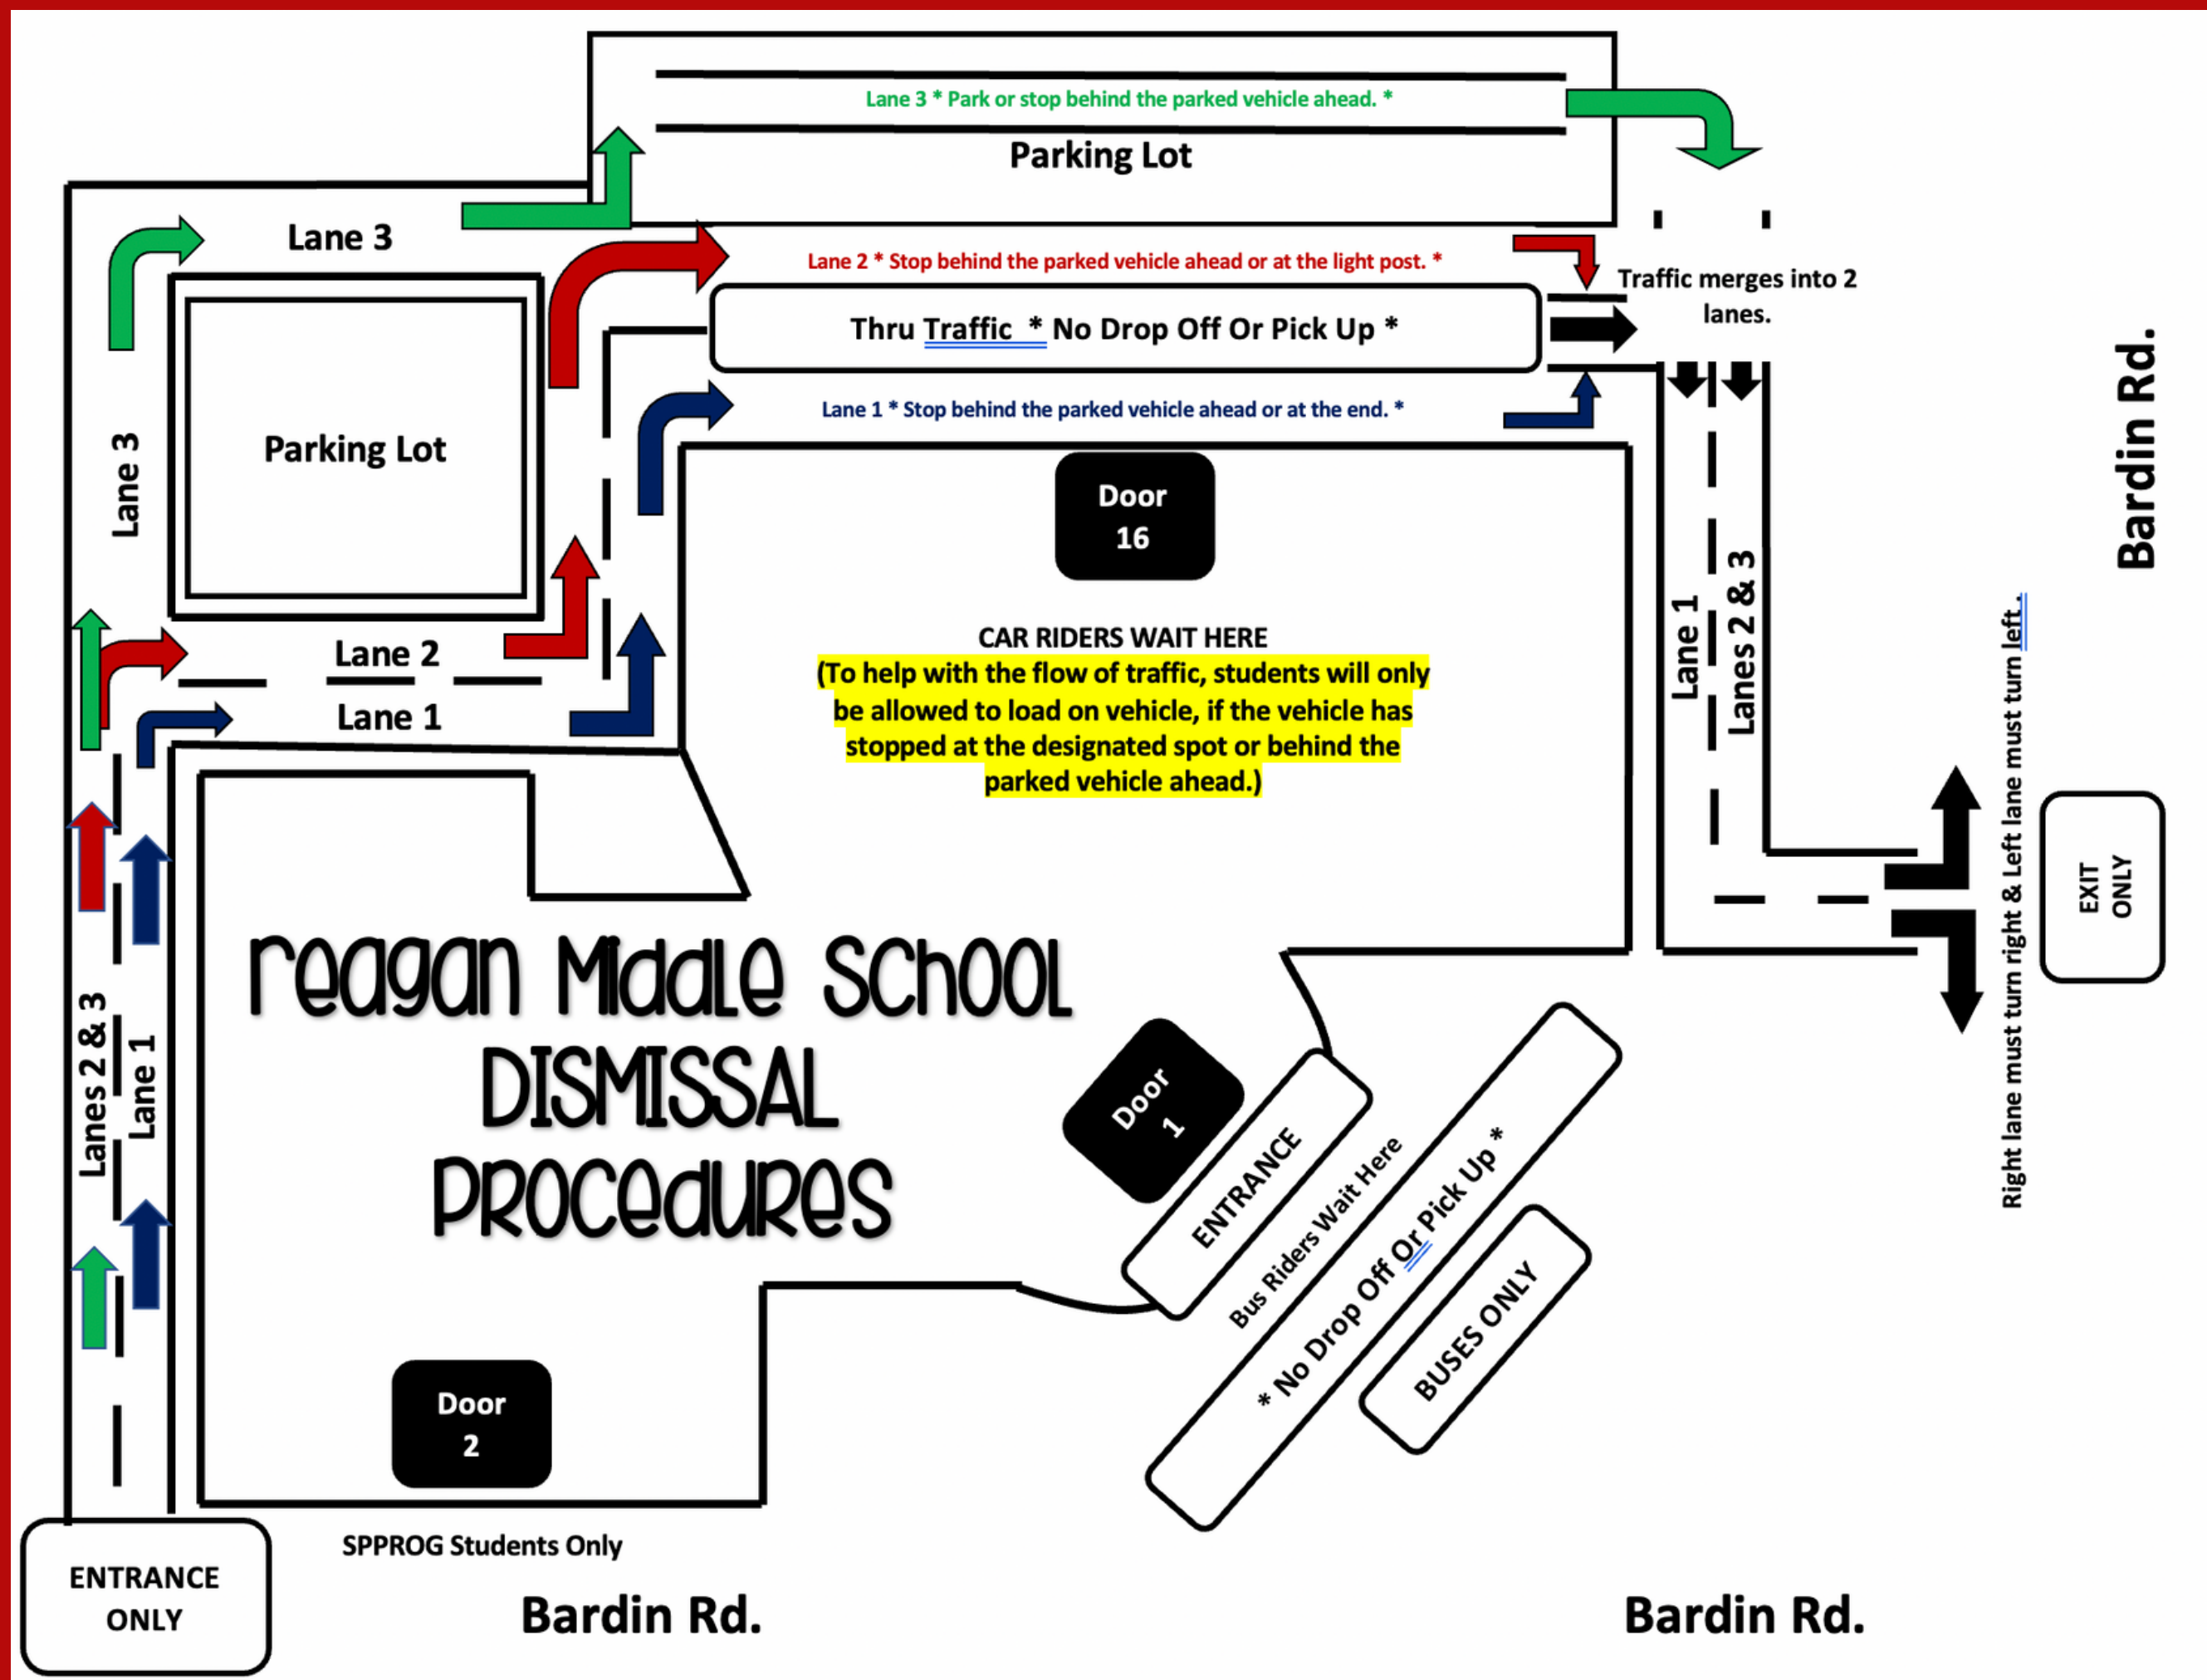 Lane 3 * Park or stop behind the parked vehicle ahead. *
Parking Lot
Lane 3
Lane 2 * Stop behind the parked vehicle ahead or at the light post. *
Traffic merges into 2
lanes.
Thru Traffic * No Drop Off Or Pick Up *
Lane 1 * Stop behind the parked vehicle ahead or at the end. *
Bardin Rd.
Lane 3
Parking Lot
Door
16
CAR RIDERS WAIT HERE
(To help with the flow of traffic, students will only
be allowed to load on vehicle, if the vehicle has
stopped at the designated spot or behind the
parked vehicle ahead.)
Lane 2
Lane 1
Lane 1
Lanes 2 & 3
Right lane must turn right & Left lane must turn left.
EXIT
ONLY
Reagan Middle School
DISMISSAL
PROCEDURES
Lanes 2 & 3
Lane 1
Door
1
ENTRANCE
Bus Riders Wait Here
* No Drop Off Or Pick Up *
BUSES ONLY
Door
2
SPPROG Students Only
ENTRANCE
ONLY
Bardin Rd.
Bardin Rd.